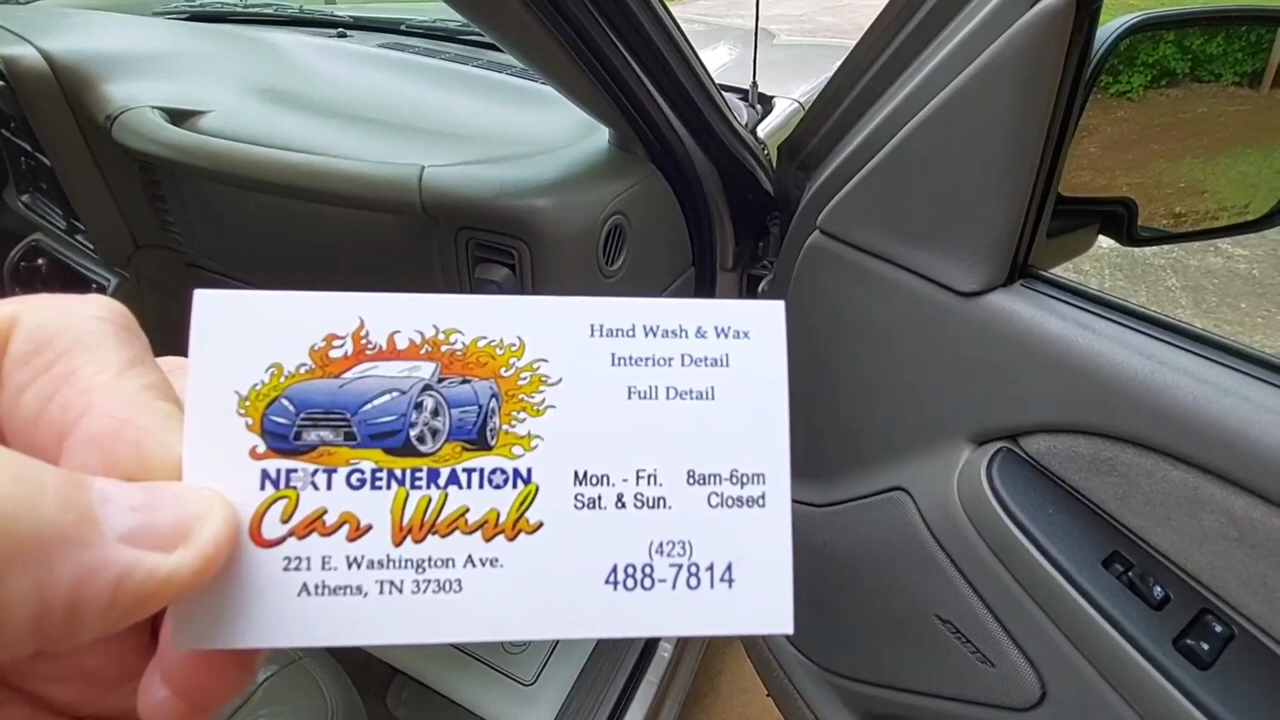 NEXT GENERATION
Car Wash
221 E. Washington Ave.
Athens, TN 37303
Hand Wash & Wax
Interior Detail
Full Detail
Mon. - Fri. 8am-6pm
Sat. & Sun. Closed
(423)
488-7814
BOSE